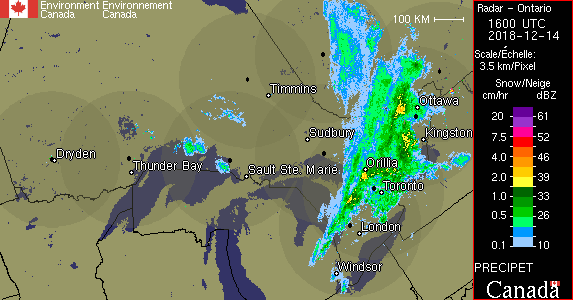 Environment Environnement
Canada Canada
100 KM
Timmins
Ottawa
Sudbury
Kingston
Dryden
Thunder Bay
Sault Ste. Marie
Orillia
Toronto
London
Windsor
Radar - Ontario
1600 UTC
2018-12-14
Scale/Échelle:
3.5 km/Pixel
Snow/Neige
cm/hr dBZ
20 61
7.5 52
4.0 46
2.0 39
1.0 33
0.5 26
0.1 10
PRECIPET
Canada